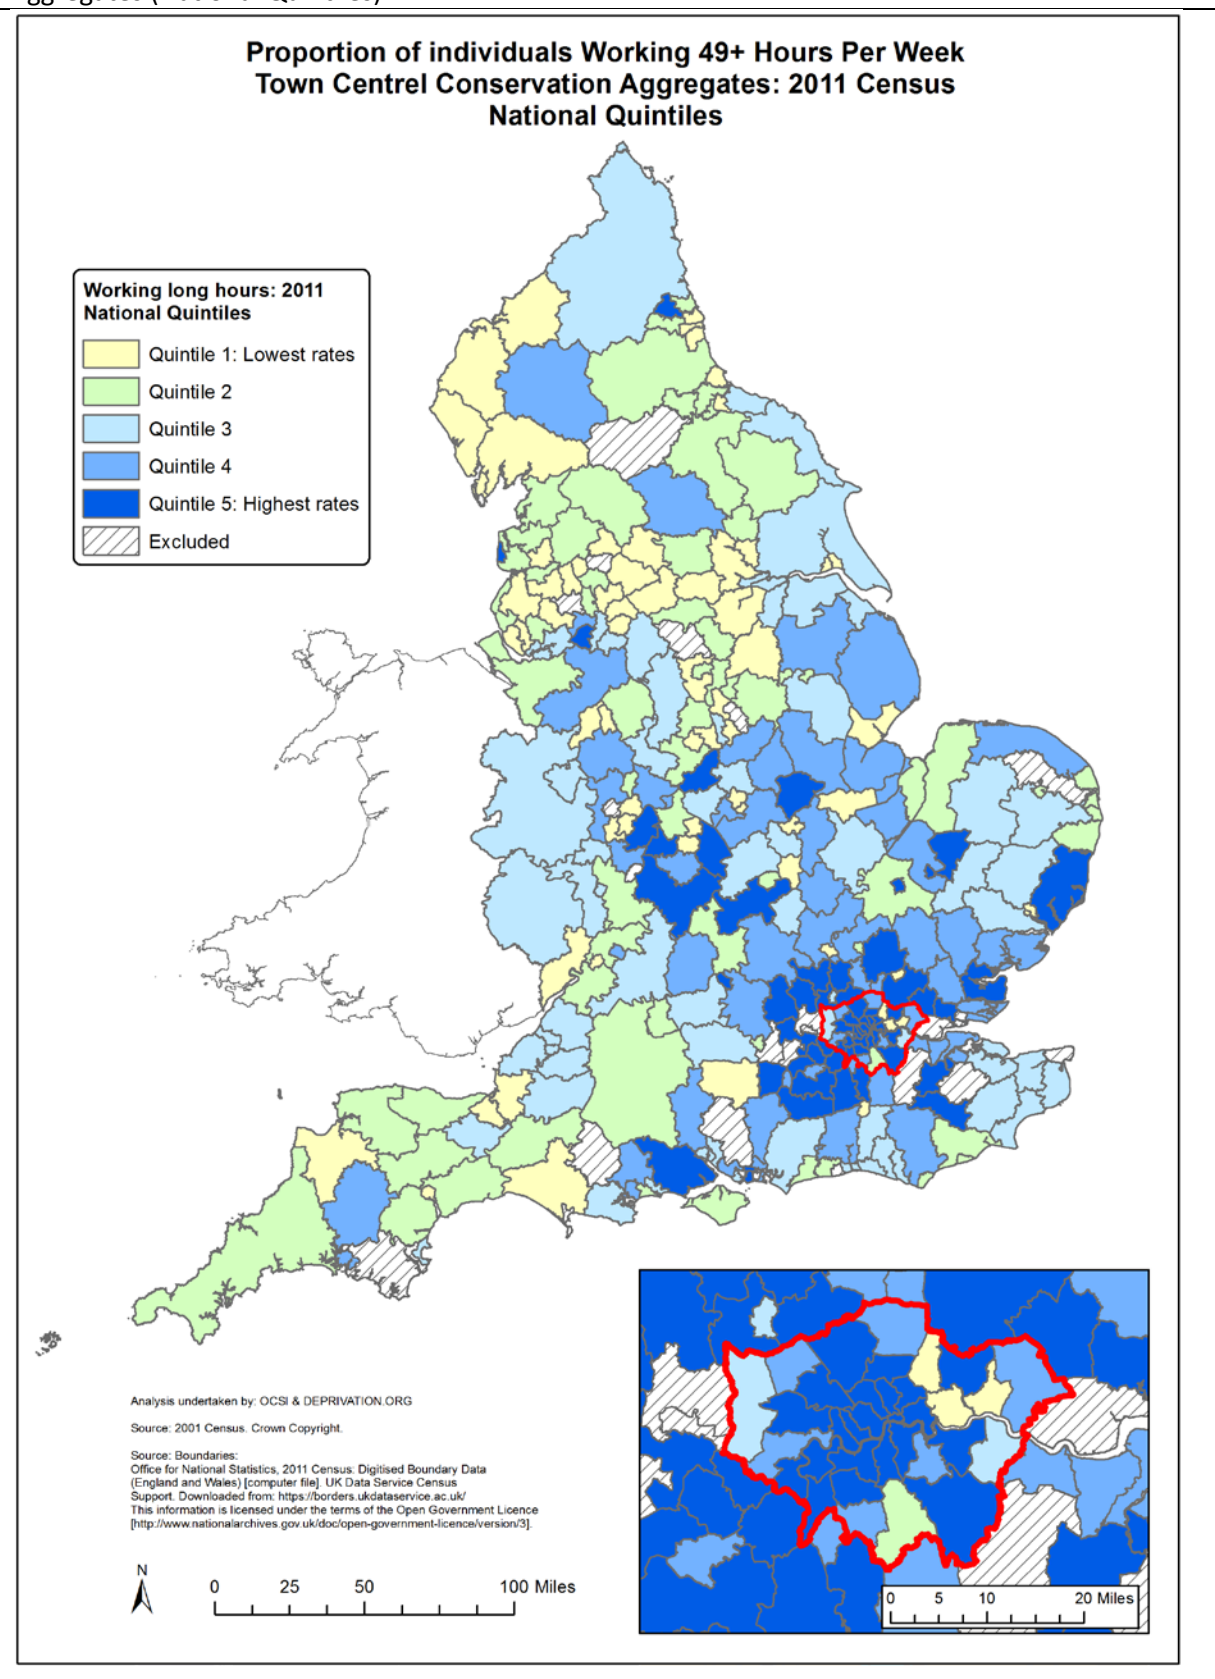 Proportion of individuals Working 49+ Hours Per Week
Town Centrel Conservation Aggregates: 2011 Census
National Quintiles
Working long hours: 2011
National Quintiles
Quintile 1: Lowest rates
Quintile 2
Quintile 3
Quintile 4
Quintile 5: Highest rates
Excluded
Analysis undertaken by: OCSI & DEPRIVATION.ORG
Source: 2001 Census. Crown Copyright.
Source: Boundaries:
Office for National Statistics, 2011 Census: Digitised Boundary Data
(England and Wales) [computer file]. UK Data Service Census
Support. Downloaded from: https://borders.ukdataservice.ac.uk/
This information is licensed under the terms of the Open Government Licence
[http://www.nationalarchives.gov.uk/doc/open-government-licence/version/3].
N
0 25 50 100 Miles
0 5 10 20 Miles